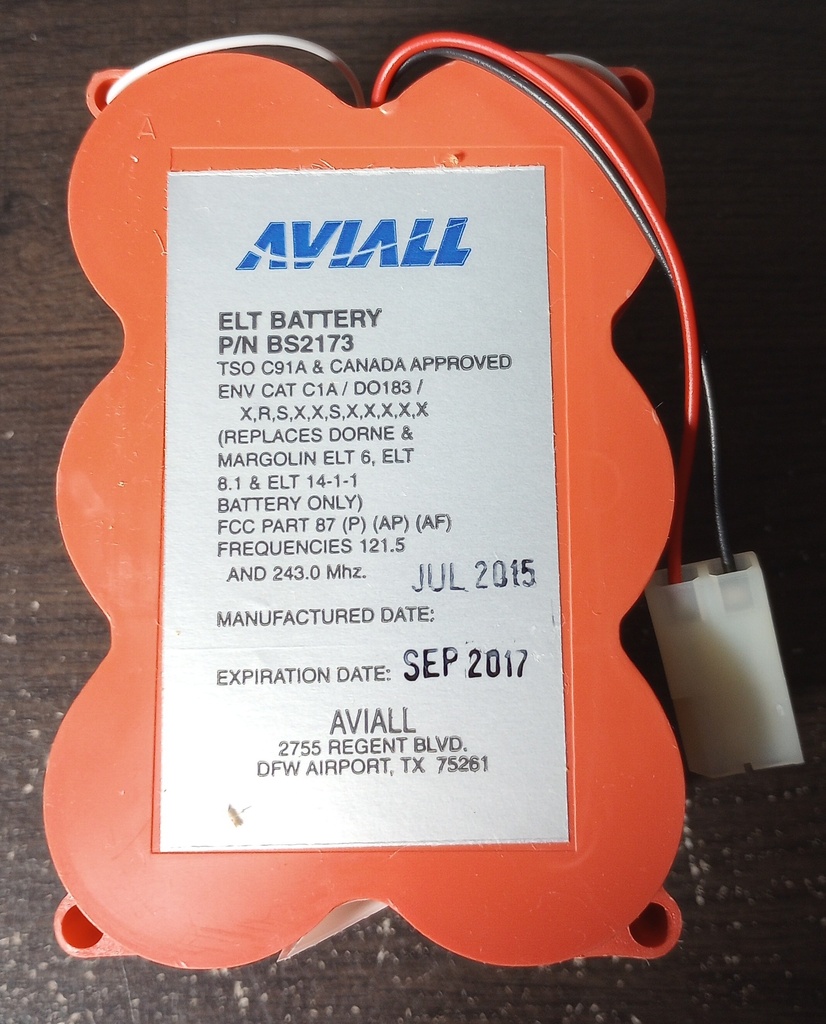 A
AVIALL
ELT BATTERY
P/N BS2173
TSO C91A & CANADA APPROVED
ENV CAT C1A / DO183 /
X,R,S,X,X,S,X,X,X,X,X
(REPLACES DORNE &
MARGOLIN ELT 6, ELT
8.1 & ELT 14-1-1
BATTERY ONLY)
FCC PART 87 (P) (AP) (AF)
FREQUENCIES 121.5
AND 243.0 Mhz.
JUL 2015
MANUFACTURED DATE:
EXPIRATION DATE: SEP 2017
AVIALL
2755 REGENT BLVD.
DFW AIRPORT, TX 75261